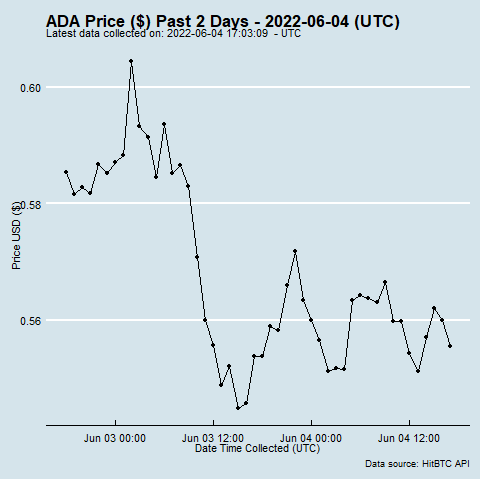 ADA Price ($) Past 2 Days - 2022-06-04 (UTC)
Latest data collected on: 2022-06-04 17:03:09 - UTC
0.60
0.58
0.56
Price USD ($)
Jun 03 00:00 Jun 03 12:00 Jun 04 00:00 Jun 04 12:00
Date Time Collected (UTC)
Data source: HitBTC API